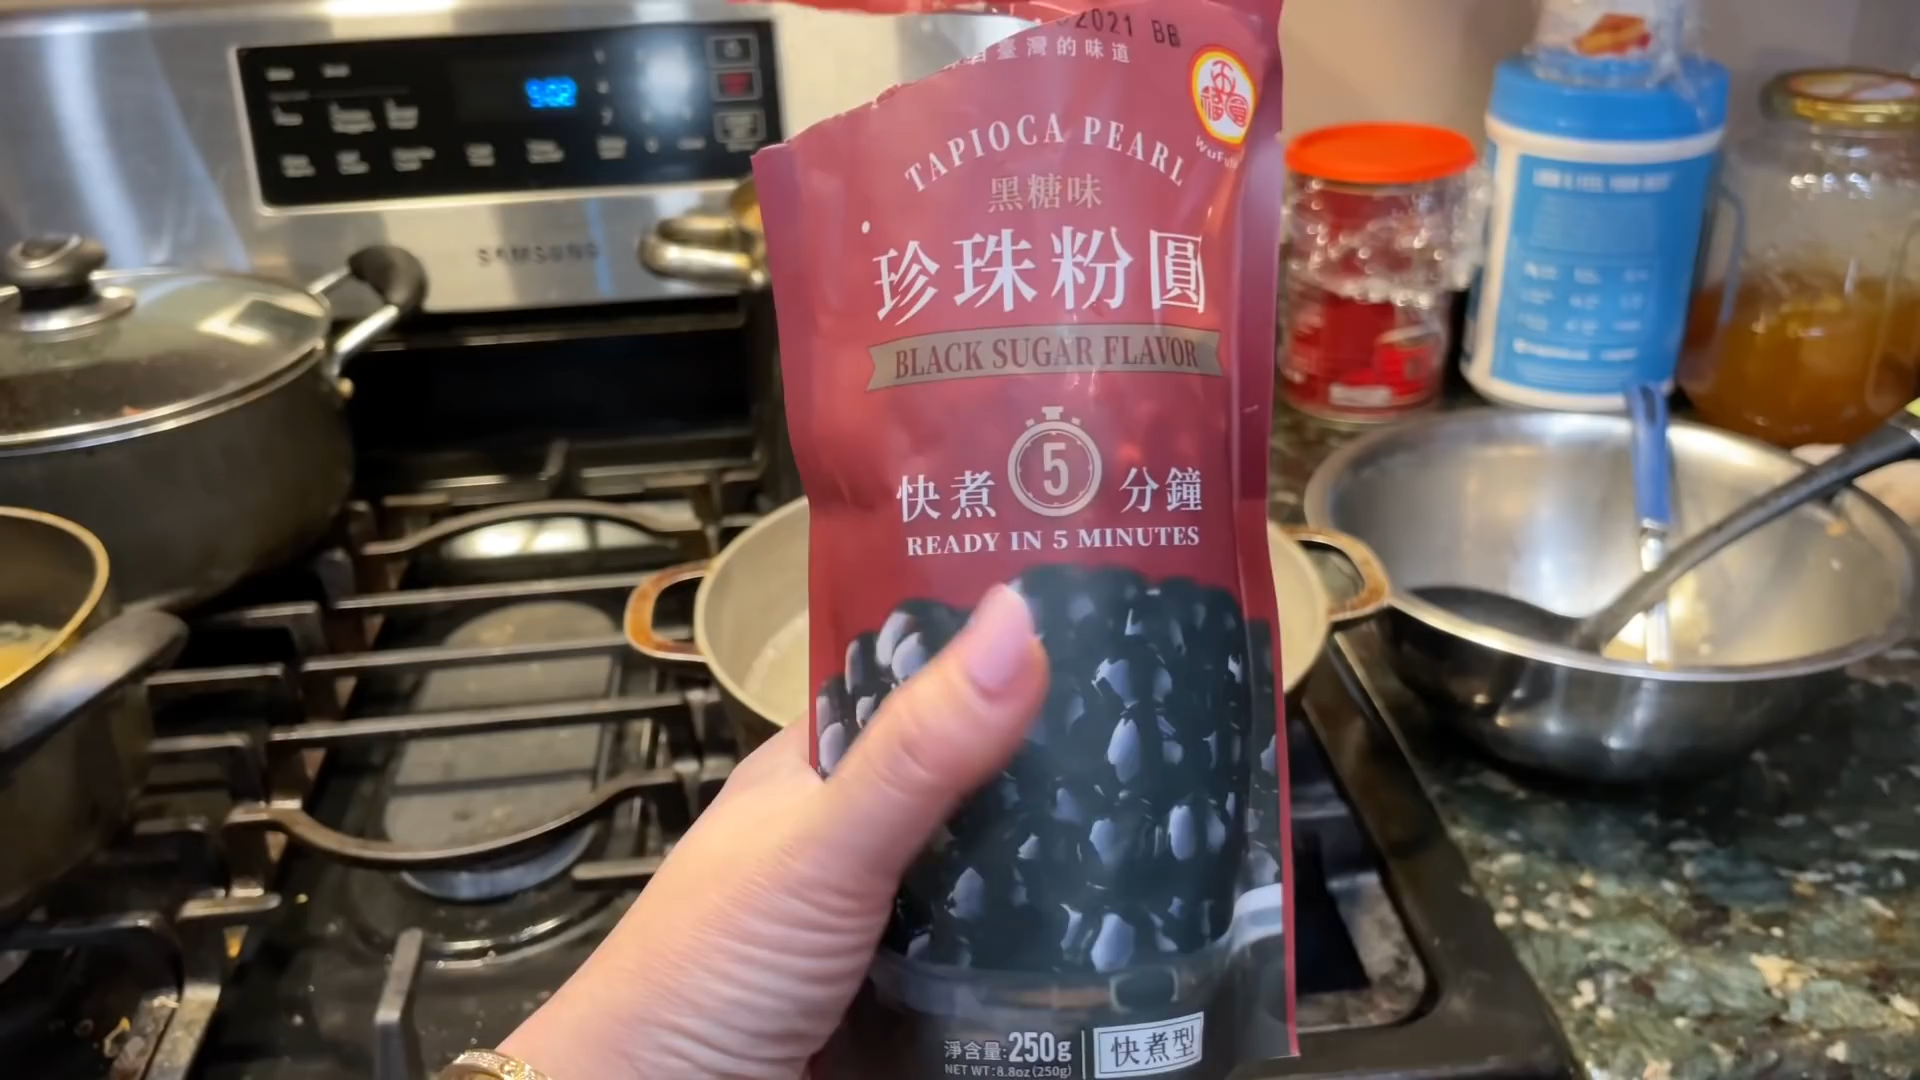 2021 BB
臺灣的味道
WuFuYuan
TAPIOCA PEARL
黑糖味
珍珠粉圓
BLACK SUGAR FLAVOR
快煮 5 分鐘
READY IN 5 MINUTES
淨含量:250g
NET WT:8.8oz(250g)
快煮型
SAMSUNG